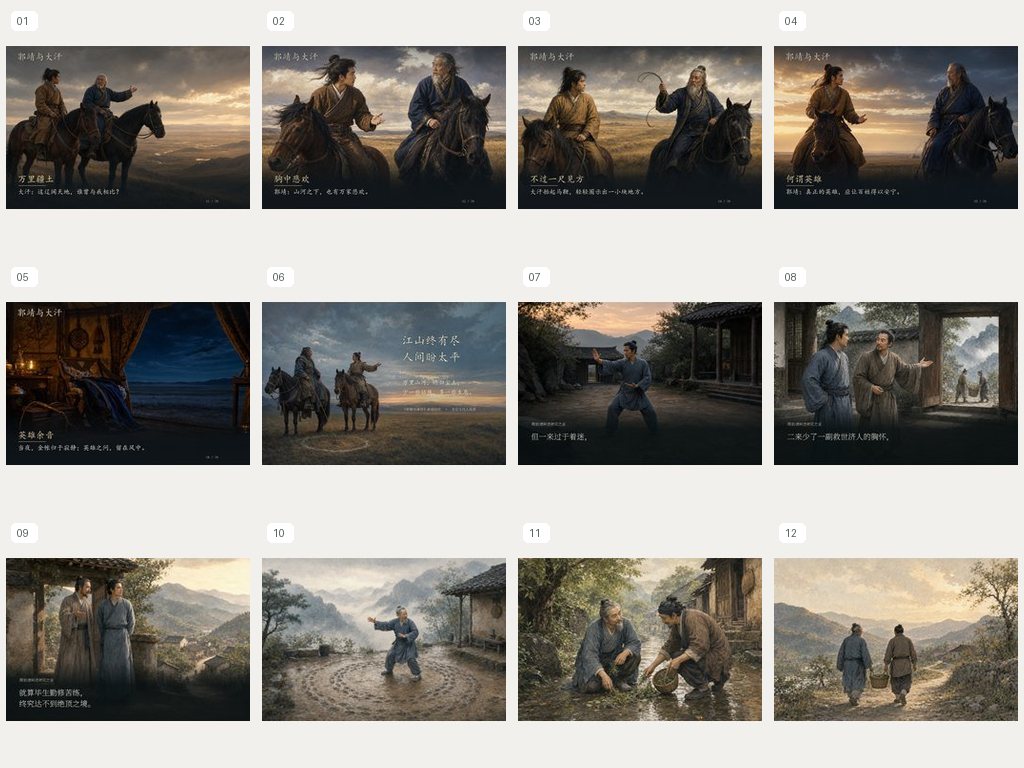 01
郭靖与大汗
万里疆土
大汗：这辽阔天地，谁曾与我相比？
02
郭靖与大汗
胸中悲欢
郭靖：山河之下，也有万家悲欢。
03
郭靖与大汗
不过一尺见方
大汗扬起马鞭，轻轻圈示出一小块地方。
04
郭靖与大汗
何谓英雄
郭靖：真正的英雄，应让百姓得以安宁。
05
郭靖与大汗
英雄余音
当夜，金帐归于寂静；英雄之问，留在风中。
06
江山终有尽
人间盼太平
07
但一来过于着迷，
08
二来少了一副救世济人的胸怀，
09
就算毕生勤修苦练，
终究达不到绝顶之境。
10
11
12